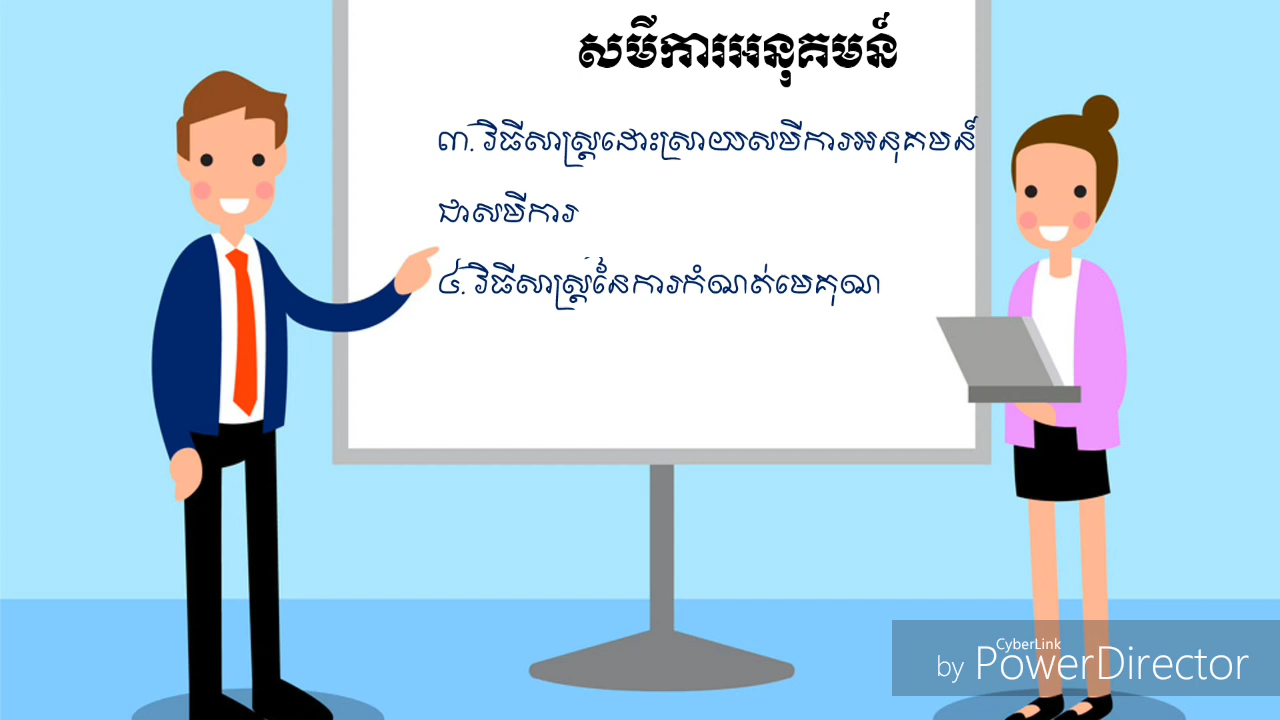 សមីការអនុគមន៍
៣. វិធីសាស្ត្រដោះស្រាយសមីការអនុគមន៍
ជាសមីការ
៤. វិធីសាស្ត្រនៃការកំណត់មេគុណ
CyberLink
by PowerDirector